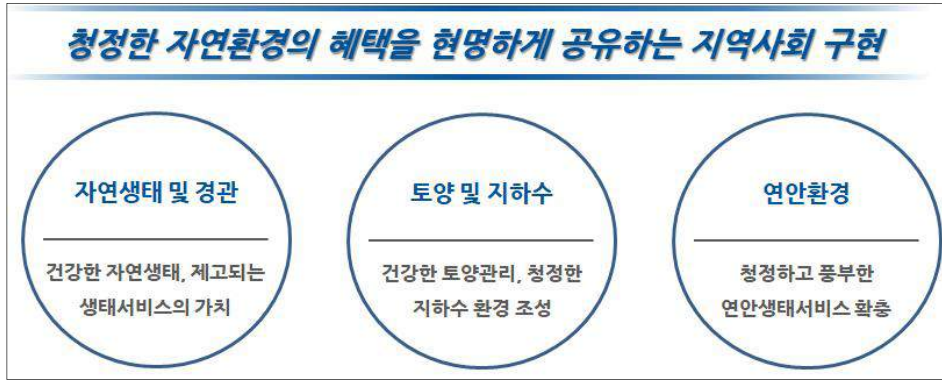 청정한 자연환경의 혜택을 현명하게 공유하는 지역사회 구현
자연생태 및 경관
건강한 자연생태, 제고되는
생태서비스의 가치
토양 및 지하수
건강한 토양관리, 청정한
지하수 환경 조성
연안환경
청정하고 풍부한
연안생태서비스 확충